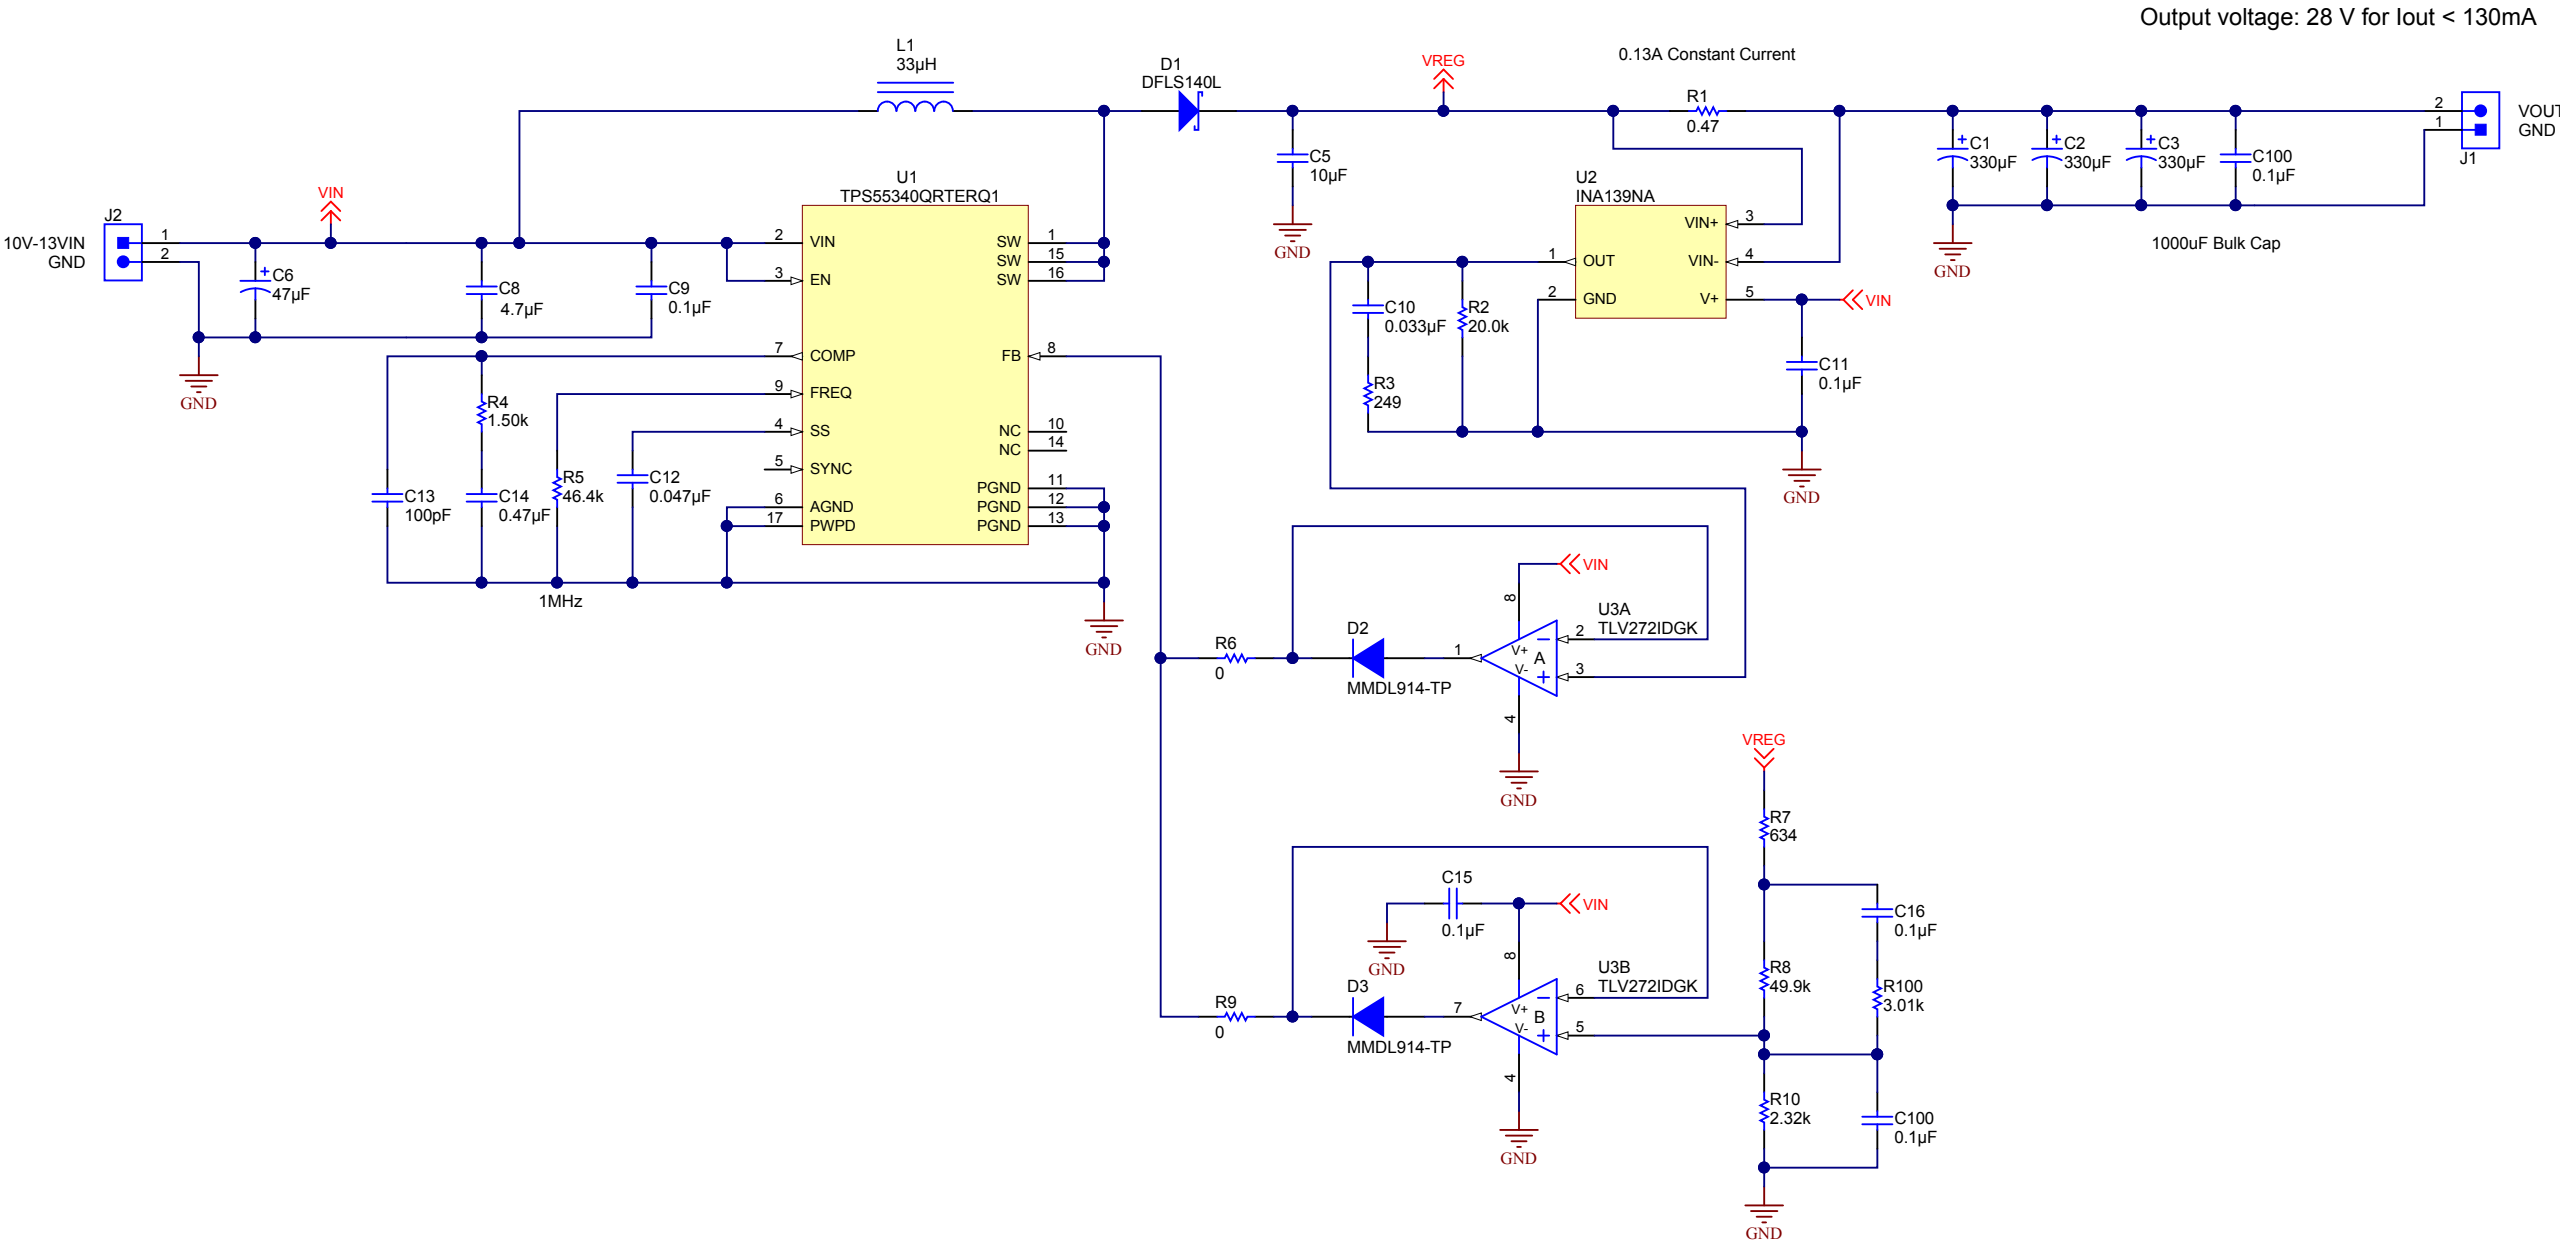 Output voltage: 28 V for Iout < 130mA
L1
33µH
D1
DFLS140L
VREG
0.13A Constant Current
R1
0.47
2
1
VOUT
GND
J1
C1
330µF
C2
330µF
C3
330µF
C100
0.1µF
C5
10µF
GND
GND
1000uF Bulk Cap
U1
TPS55340QRTERQ1
2 VIN
3 EN
7 COMP
9 FREQ
4 SS
5 SYNC
6 AGND
17 PWPD
SW 1
SW 15
SW 16
FB 8
NC 10
NC 14
PGND 11
PGND 12
PGND 13
VIN
J2
10V-13VIN
GND
1
2
C6
47µF
C8
4.7µF
C9
0.1µF
GND
U2
INA139NA
1 OUT
2 GND
VIN+ 3
VIN- 4
V+ 5
VIN
C10
0.033µF
R2
20.0k
R3
249
C11
0.1µF
GND
R4
1.50k
C13
100pF
C14
0.47µF
R5
46.4k
C12
0.047µF
1MHz
GND
R6
0
D2
MMDL914-TP
1
VIN
8
U3A
TLV272IDGK
2
3
V+
V-
A
4
GND
VREG
R7
634
C15
0.1µF
GND
VIN
8
U3B
TLV272IDGK
6
5
V+
V-
B
4
GND
R9
0
D3
MMDL914-TP
7
R8
49.9k
C16
0.1µF
R100
3.01k
R10
2.32k
C100
0.1µF
GND